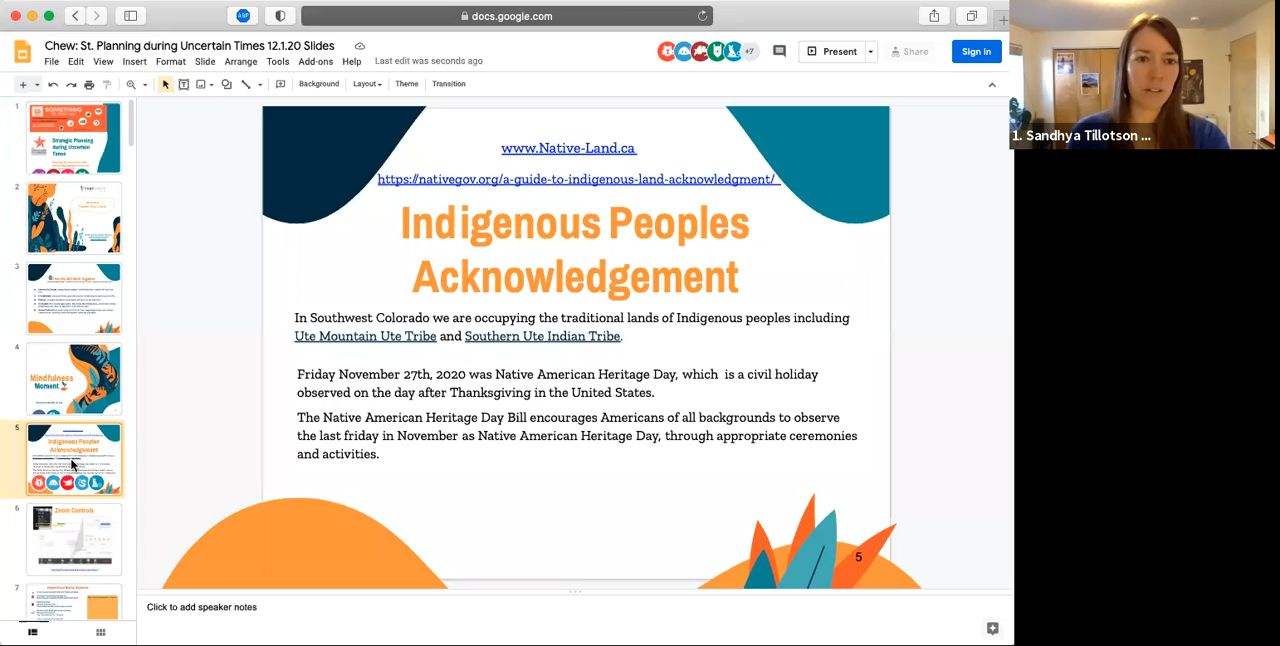 docs.google.com
Chew: St. Planning during Uncertain Times 12.1.20 Slides
File Edit View Insert Format Slide Arrange Tools Add-ons Help Last edit was seconds ago
+7
Present
Share
Sign in
Background Layout Theme Transition
1. Sandhya Tillotson ...
1
SOMETHING
Strategic Planning
during Uncertain
Times
2
3
4
Mindfulness
Moment
5
Indigenous Peoples
Acknowledgement
6
Zoom Controls
7
www.Native-Land.ca
https://nativegov.org/a-guide-to-indigenous-land-acknowledgment/
Indigenous Peoples
Acknowledgement
In Southwest Colorado we are occupying the traditional lands of Indigenous peoples including
Ute Mountain Ute Tribe and Southern Ute Indian Tribe.
Friday November 27th, 2020 was Native American Heritage Day, which is a civil holiday
observed on the day after Thanksgiving in the United States.
The Native American Heritage Day Bill encourages Americans of all backgrounds to observe
the last friday in November as Native American Heritage Day, through appropriate ceremonies
and activities.
5
Click to add speaker notes